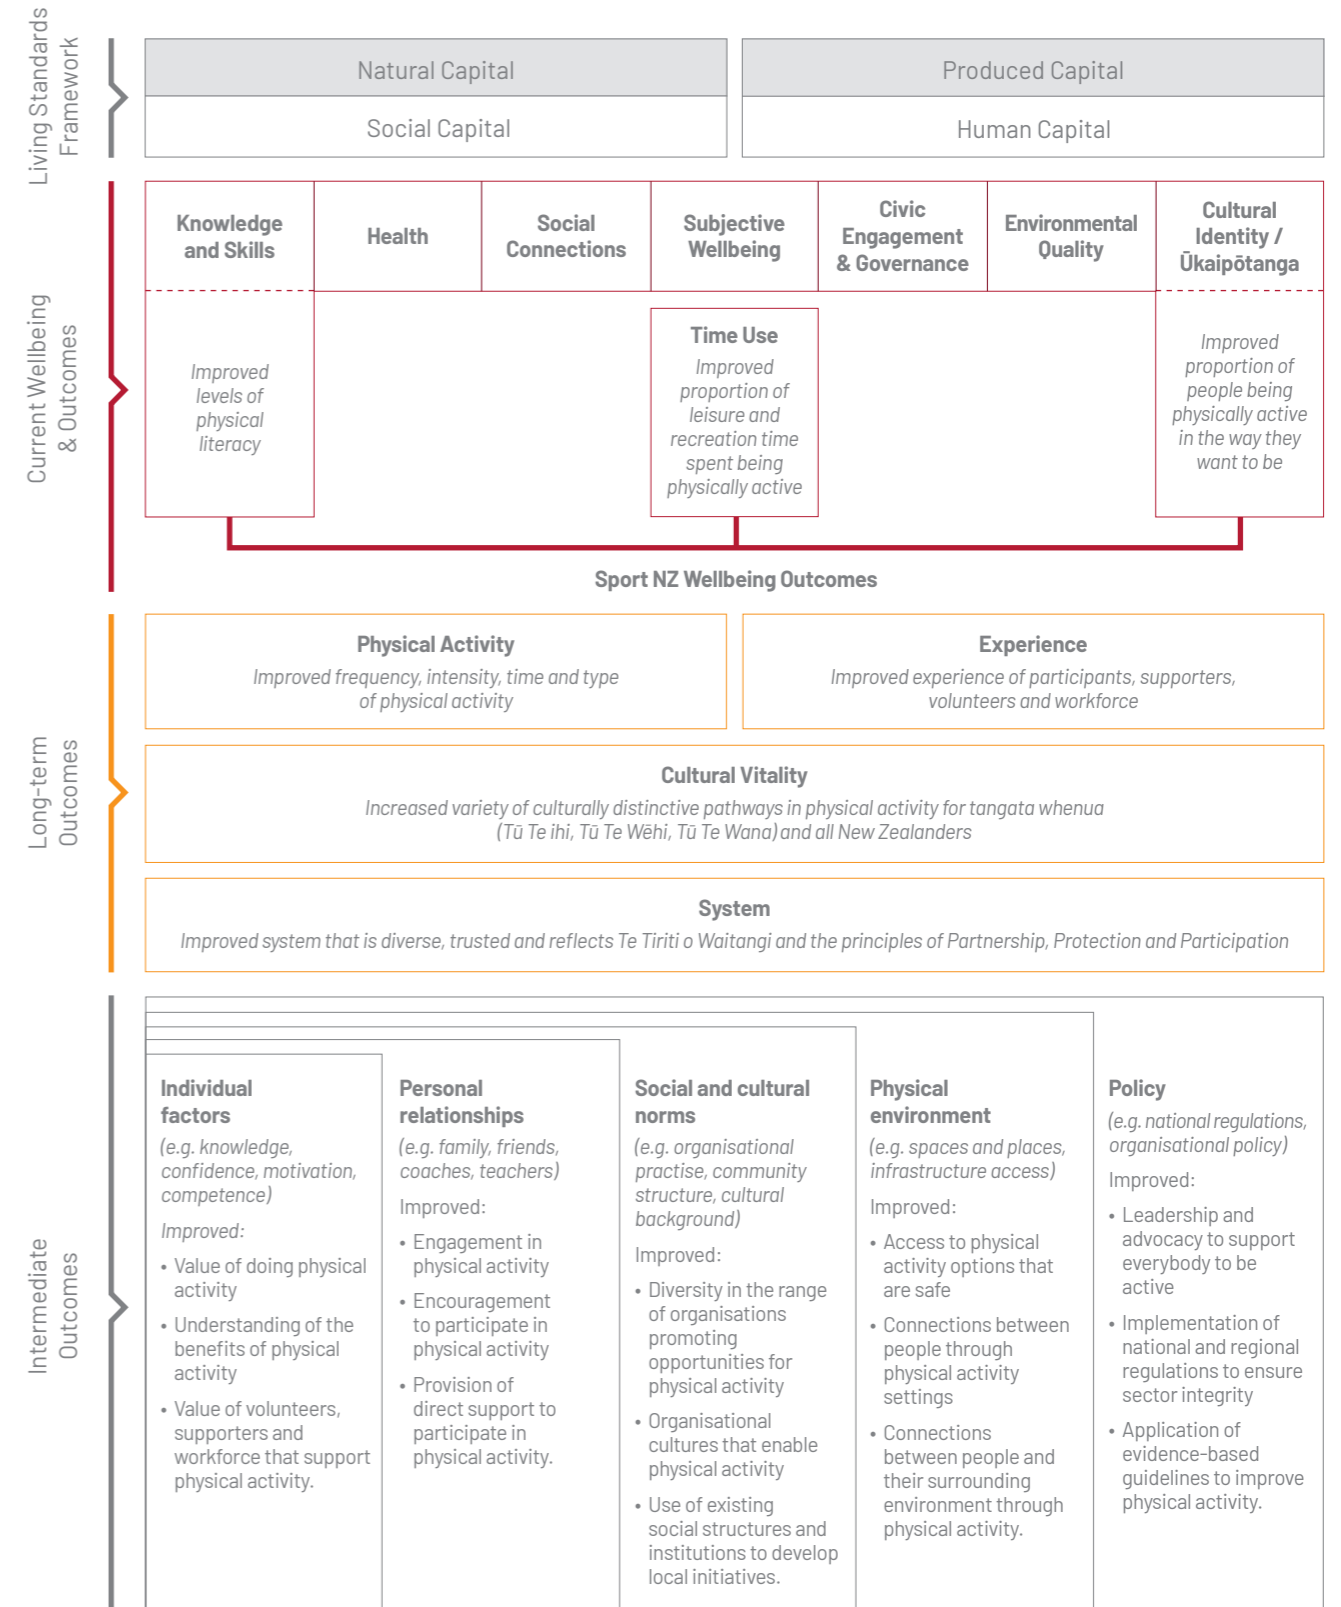 Living Standards
Framework
Natural Capital
Produced Capital
Social Capital
Human Capital
Current Wellbeing
& Outcomes
Knowledge
and Skills
Health
Social
Connections
Subjective
Wellbeing
Civic
Engagement
& Governance
Environmental
Quality
Cultural
Identity /
Ūkaipōtanga
Improved
levels of
physical
literacy
Time Use
Improved
proportion of
leisure and
recreation time
spent being
physically active
Improved
proportion of
people being
physically active
in the way they
want to be
Sport NZ Wellbeing Outcomes
Long-term
Outcomes
Physical Activity
Improved frequency, intensity, time and type
of physical activity
Experience
Improved experience of participants, supporters,
volunteers and workforce
Cultural Vitality
Increased variety of culturally distinctive pathways in physical activity for tangata whenua
(Tū Te ihi, Tū Te Wēhi, Tū Te Wana) and all New Zealanders
System
Improved system that is diverse, trusted and reflects Te Tiriti o Waitangi and the principles of Partnership, Protection and Participation
Intermediate
Outcomes
Individual
factors
(e.g. knowledge,
confidence, motivation,
competence)
Improved:
• Value of doing physical
activity
• Understanding of the
benefits of physical
activity
• Value of volunteers,
supporters and
workforce that support
physical activity.
Personal
relationships
(e.g. family, friends,
coaches, teachers)
Improved:
• Engagement in
physical activity
• Encouragement
to participate in
physical activity
• Provision of
direct support to
participate in
physical activity.
Social and cultural
norms
(e.g. organisational
practise, community
structure, cultural
background)
Improved:
• Diversity in the range
of organisations
promoting
opportunities for
physical activity
• Organisational
cultures that enable
physical activity
• Use of existing
social structures and
institutions to develop
local initiatives.
Physical
environment
(e.g. spaces and places,
infrastructure access)
Improved:
• Access to physical
activity options that
are safe
• Connections between
people through
physical activity
settings
• Connections
between people and
their surrounding
environment through
physical activity.
Policy
(e.g. national regulations,
organisational policy)
Improved:
• Leadership and
advocacy to support
everybody to be
active
• Implementation of
national and regional
regulations to ensure
sector integrity
• Application of
evidence-based
guidelines to improve
physical activity.